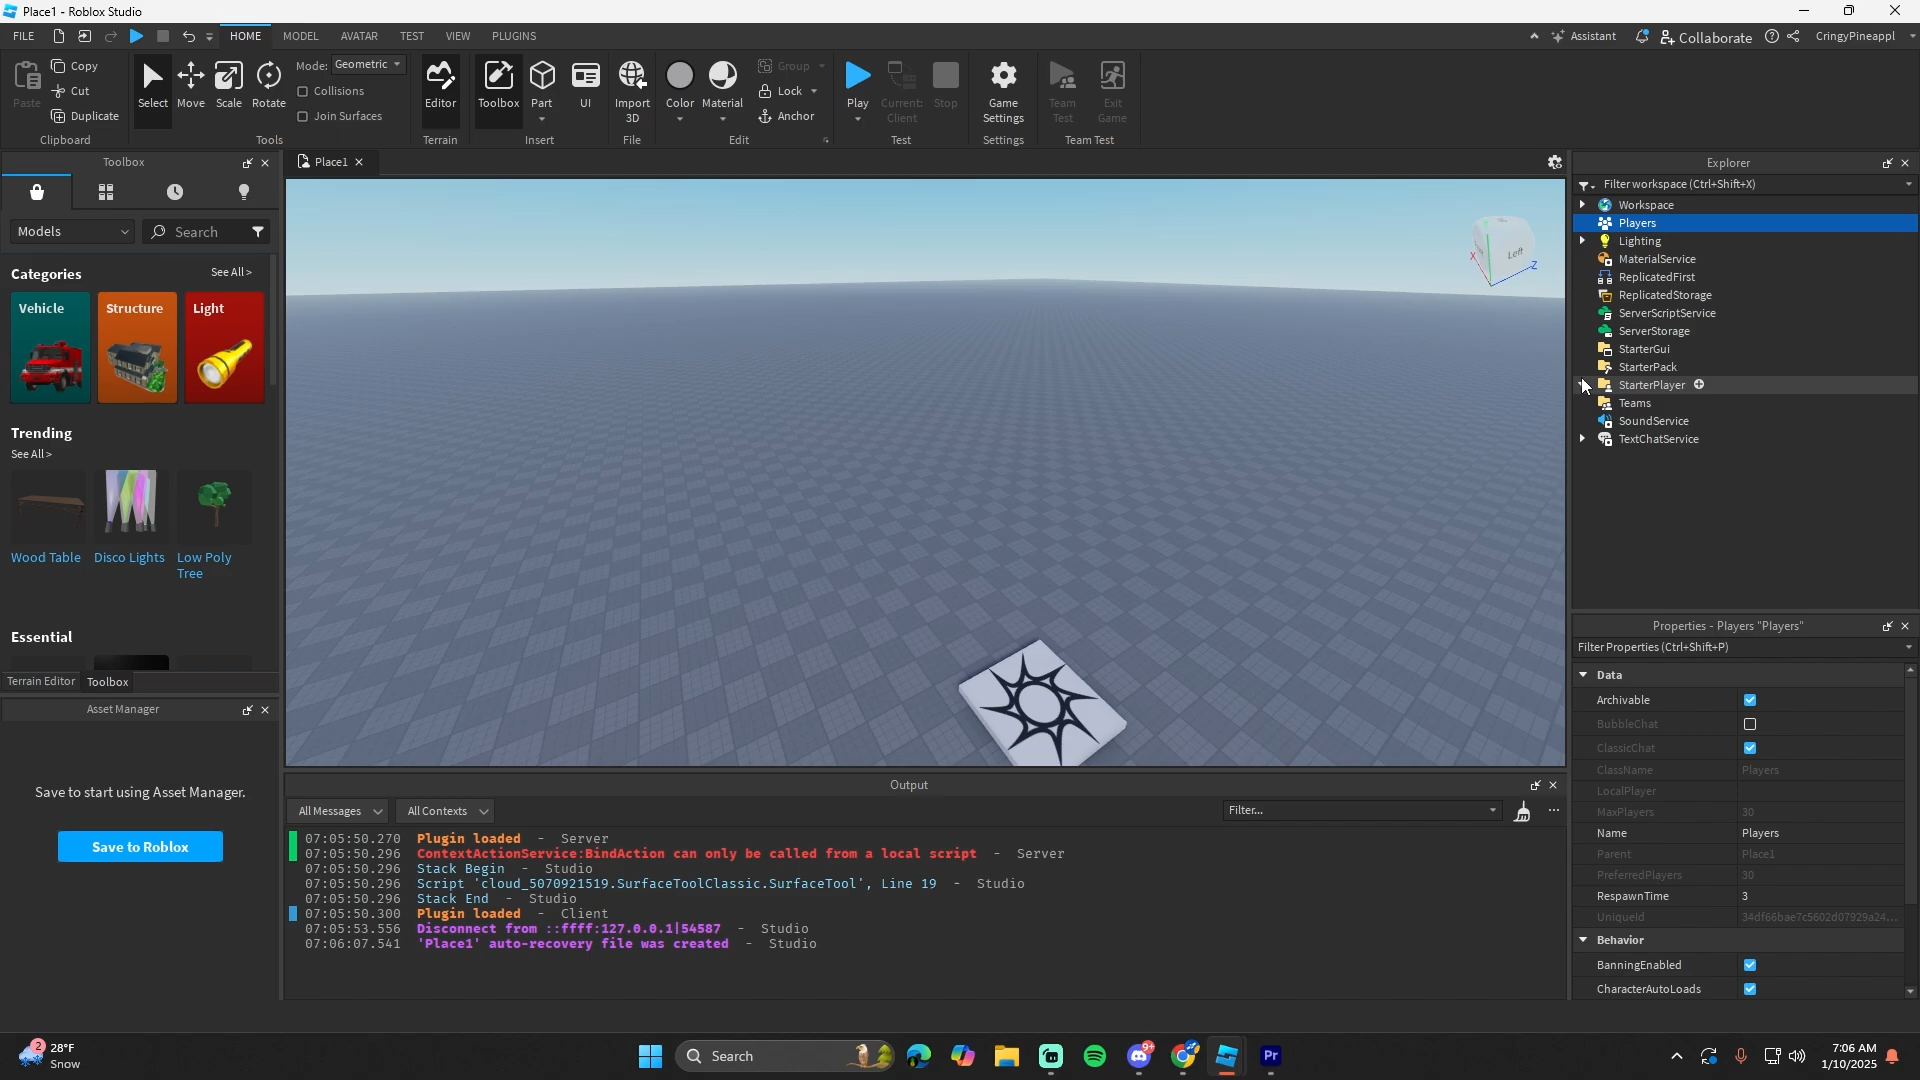 Place1 - Roblox Studio
FILE HOME MODEL AVATAR TEST VIEW PLUGINS Assistant Collaborate CringyPineappl
Paste Copy Cut Duplicate Clipboard
Select Move Scale Rotate Mode: Geometric Collisions Join Surfaces Tools
Editor Terrain
Toolbox Part UI Insert
Import 3D File
Color Material Group Lock Anchor Edit
Play Current: Client Stop Test
Game Settings Settings
Team Test Exit Game Team Test
Toolbox
Models Search
Categories See All >
Vehicle Structure Light
Trending
See All >
Wood Table Disco Lights Low Poly Tree
Essential
Terrain Editor Toolbox
Asset Manager
Save to start using Asset Manager.
Save to Roblox
Place1
Left
X Z
Output
All Messages All Contexts Filter...
07:05:50.270 Plugin loaded - Server
07:05:50.296 ContextActionService:BindAction can only be called from a local script - Server
07:05:50.296 Stack Begin - Studio
07:05:50.296 Script 'cloud_5070921519.SurfaceToolClassic.SurfaceTool', Line 19 - Studio
07:05:50.296 Stack End - Studio
07:05:50.300 Plugin loaded - Client
07:05:53.556 Disconnect from ::ffff:127.0.0.1|54587 - Studio
07:06:07.541 'Place1' auto-recovery file was created - Studio
Explorer
Filter workspace (Ctrl+Shift+X)
Workspace
Players
Lighting
MaterialService
ReplicatedFirst
ReplicatedStorage
ServerScriptService
ServerStorage
StarterGui
StarterPack
StarterPlayer
Teams
SoundService
TextChatService
Properties - Players "Players"
Filter Properties (Ctrl+Shift+P)
Data
Archivable
BubbleChat
ClassicChat
ClassName Players
LocalPlayer
MaxPlayers 30
Name Players
Parent Place1
PreferredPlayers 30
RespawnTime 3
UniqueId 34df66bae7c5602d07929a24...
Behavior
BanningEnabled
CharacterAutoLoads
2 28°F
Snow
Search
9+
Pr
7:06 AM
1/10/2025